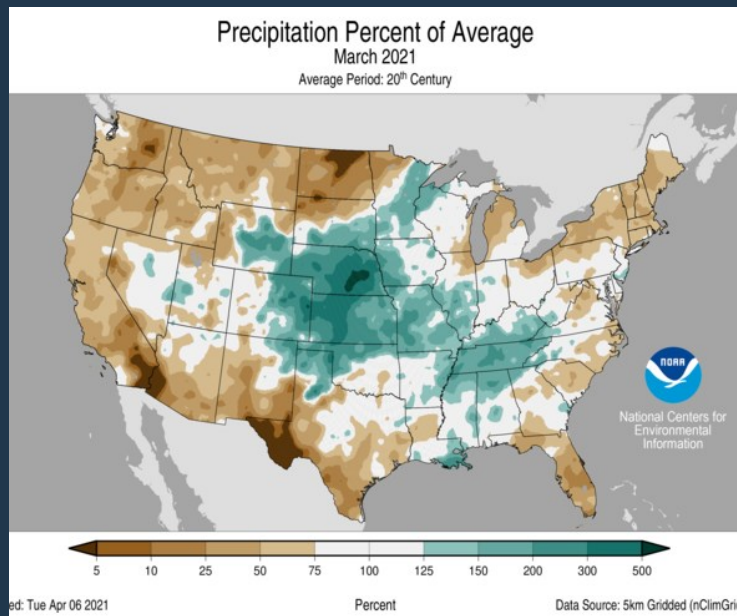 Precipitation Percent of Average
March 2021
Average Period: 20th Century
NOAA
National Centers for
Environmental
Information
5 10 25 50 75 100 125 150 200 300 500
ed: Tue Apr 06 2021 Percent Data Source: 5km Gridded (nClimGri